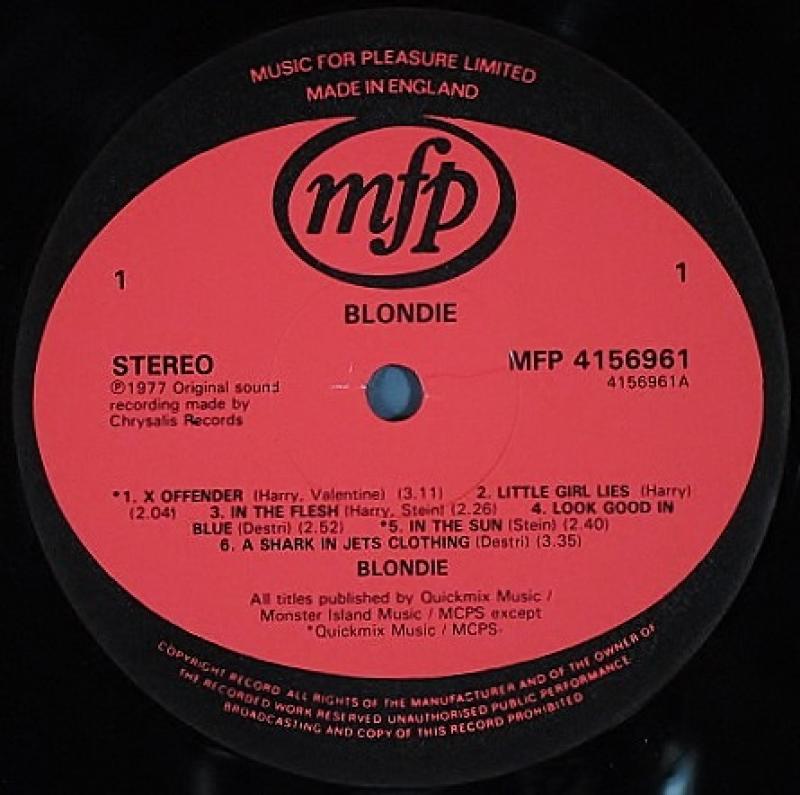 MUSIC FOR PLEASURE LIMITED
MADE IN ENGLAND
mfp
1
1
BLONDIE
STEREO
MFP 4156961
℗1977 Original sound
4156961A
recording made by
Chrysalis Records
*1. X OFFENDER (Harry, Valentine) (3.11) 2. LITTLE GIRL LIES (Harry)
(2.04) 3. IN THE FLESH (Harry, Stein) (2.26) 4. LOOK GOOD IN
BLUE (Destri) (2.52) *5. IN THE SUN (Stein) (2.40)
6. A SHARK IN JETS CLOTHING (Destri) (3.35)
BLONDIE
All titles published by Quickmix Music /
Monster Island Music / MCPS except
*Quickmix Music / MCPS.
COPYRIGHT RECORD ALL RIGHTS OF THE MANUFACTURER AND OF THE OWNER OF
THE RECORDED WORK RESERVED UNAUTHORISED PUBLIC PERFORMANCE
BROADCASTING AND COPY OF THIS RECORD PROHIBITED